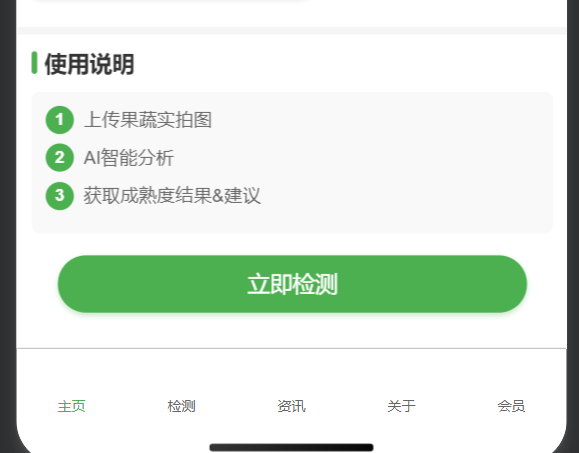 使用说明
1 上传果蔬实拍图
2 AI智能分析
3 获取成熟度结果&建议
立即检测
主页 检测 资讯 关于 会员